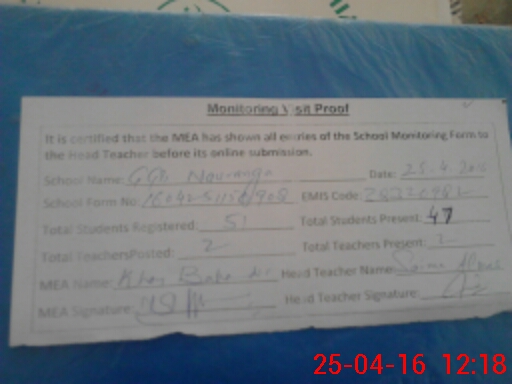 Monitoring Visit Proof
It is certified that the MEA has shown all entries of the School Monitoring Form to
the Head Teacher before its online submission.
School Name: Date: 25-4-2016
School Form No: EMIS Code:
Total Students Registered: 51 Total Students Present: 47
Total TeachersPosted: 2 Total Teachers Present: 2
MEA Name: Head Teacher Name:
MEA Signature: Head Teacher Signature:
25-04-16 12:18